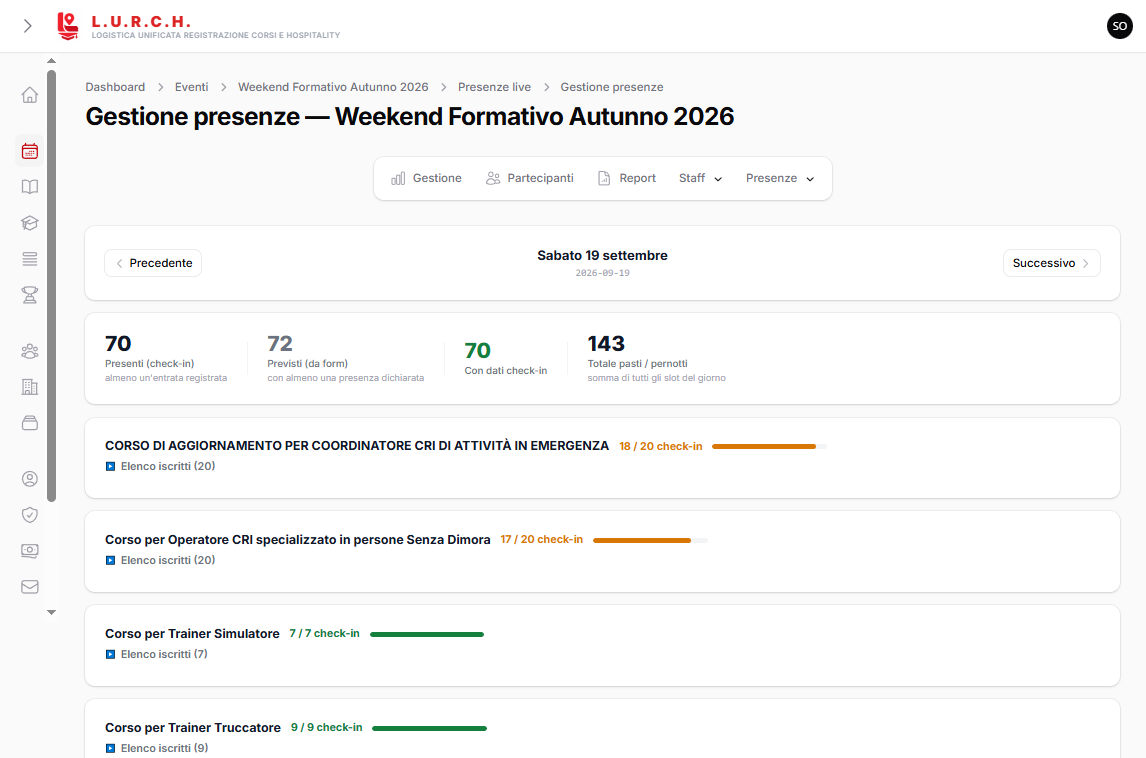 L.U.R.C.H.
LOGISTICA UNIFICATA REGISTRAZIONE CORSI E HOSPITALITY
SO
Dashboard > Eventi > Weekend Formativo Autunno 2026 > Presenze live > Gestione presenze
Gestione presenze — Weekend Formativo Autunno 2026
Gestione Partecipanti Report Staff Presenze
Precedente
Sabato 19 settembre
2026-09-19
Successivo
70
Presenti (check-in)
almeno un'entrata registrata
72
Previsti (da form)
con almeno una presenza dichiarata
70
Con dati check-in
143
Totale pasti / pernotti
somma di tutti gli slot del giorno
CORSO DI AGGIORNAMENTO PER COORDINATORE CRI DI ATTIVITÀ IN EMERGENZA 18 / 20 check-in
Elenco iscritti (20)
Corso per Operatore CRI specializzato in persone Senza Dimora 17 / 20 check-in
Elenco iscritti (20)
Corso per Trainer Simulatore 7 / 7 check-in
Elenco iscritti (7)
Corso per Trainer Truccatore 9 / 9 check-in
Elenco iscritti (9)